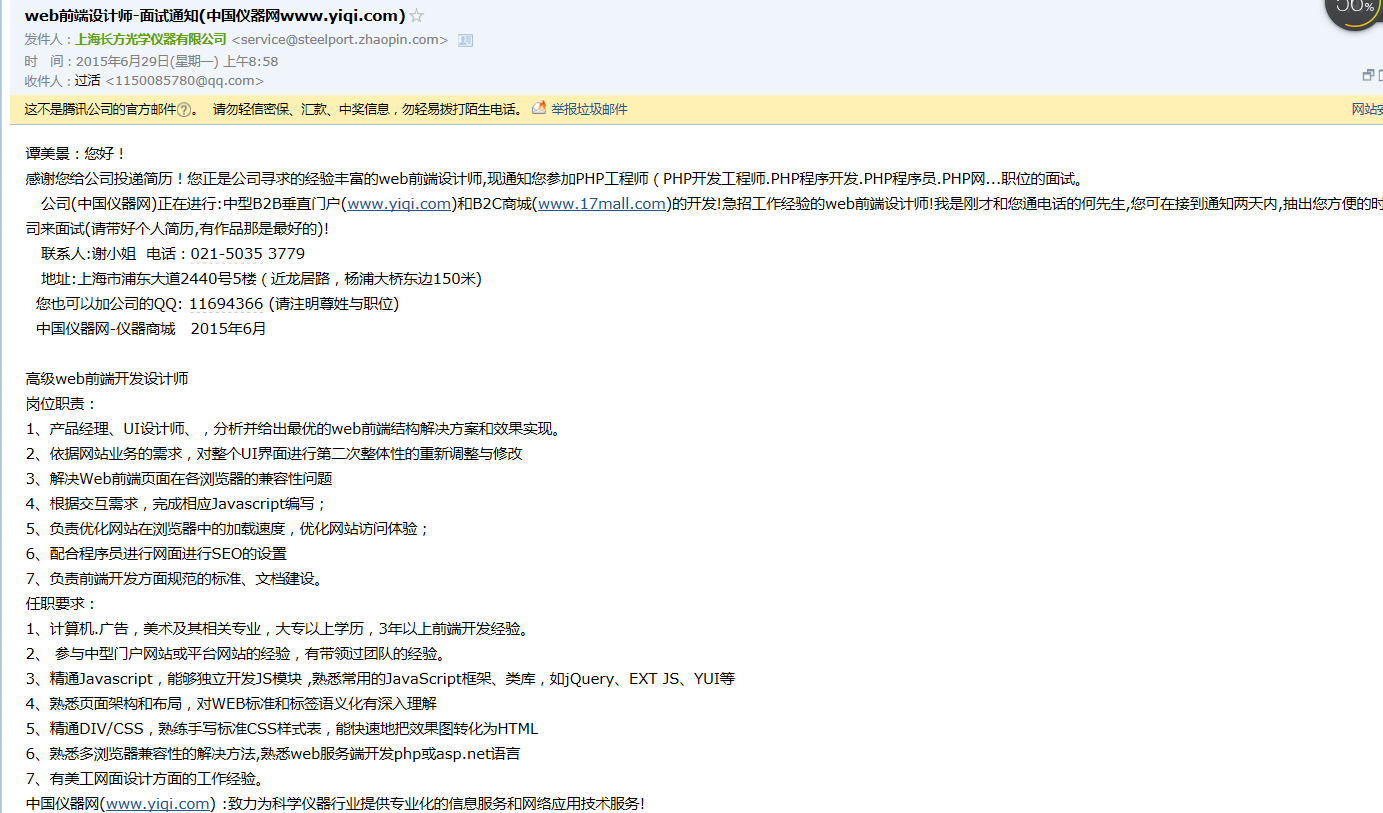 web前端设计师-面试通知(中国仪器网www.yiqi.com)☆
56%
发件人：上海长方光学仪器有限公司 <service@steelport.zhaopin.com>
时 间：2015年6月29日(星期一) 上午8:58
收件人：过活 <1150085780@qq.com>
这不是腾讯公司的官方邮件?。 请勿轻信密保、汇款、中奖信息，勿轻易拨打陌生电话。 举报垃圾邮件 网站安
谭美景：您好！
感谢您给公司投递简历！您正是公司寻求的经验丰富的web前端设计师,现通知您参加PHP工程师（PHP开发工程师.PHP程序开发.PHP程序员.PHP网…职位的面试。
公司(中国仪器网)正在进行:中型B2B垂直门户(www.yiqi.com)和B2C商城(www.17mall.com)的开发!急招工作经验的web前端设计师!我是刚才和您通电话的何先生,您可在接到通知两天内,抽出您方便的时
司来面试(请带好个人简历,有作品那是最好的)!
联系人:谢小姐 电话：021-5035 3779
地址:上海市浦东大道2440号5楼（近龙居路，杨浦大桥东边150米)
您也可以加公司的QQ: 11694366 (请注明尊姓与职位)
中国仪器网-仪器商城 2015年6月
高级web前端开发设计师
岗位职责：
1、产品经理、UI设计师、，分析并给出最优的web前端结构解决方案和效果实现。
2、依据网站业务的需求，对整个UI界面进行第二次整体性的重新调整与修改
3、解决Web前端页面在各浏览器的兼容性问题
4、根据交互需求，完成相应Javascript编写；
5、负责优化网站在浏览器中的加载速度，优化网站访问体验；
6、配合程序员进行网面进行SEO的设置
7、负责前端开发方面规范的标准、文档建设。
任职要求：
1、计算机.广告，美术及其相关专业，大专以上学历，3年以上前端开发经验。
2、 参与中型门户网站或平台网站的经验，有带领过团队的经验。
3、精通Javascript，能够独立开发JS模块 ,熟悉常用的JavaScript框架、类库，如jQuery、EXT JS、YUI等
4、熟悉页面架构和布局，对WEB标准和标签语义化有深入理解
5、精通DIV/CSS，熟练手写标准CSS样式表，能快速地把效果图转化为HTML
6、熟悉多浏览器兼容性的解决方法,熟悉web服务端开发php或asp.net语言
7、有美工网面设计方面的工作经验。
中国仪器网(www.yiqi.com) :致力为科学仪器行业提供专业化的信息服务和网络应用技术服务!